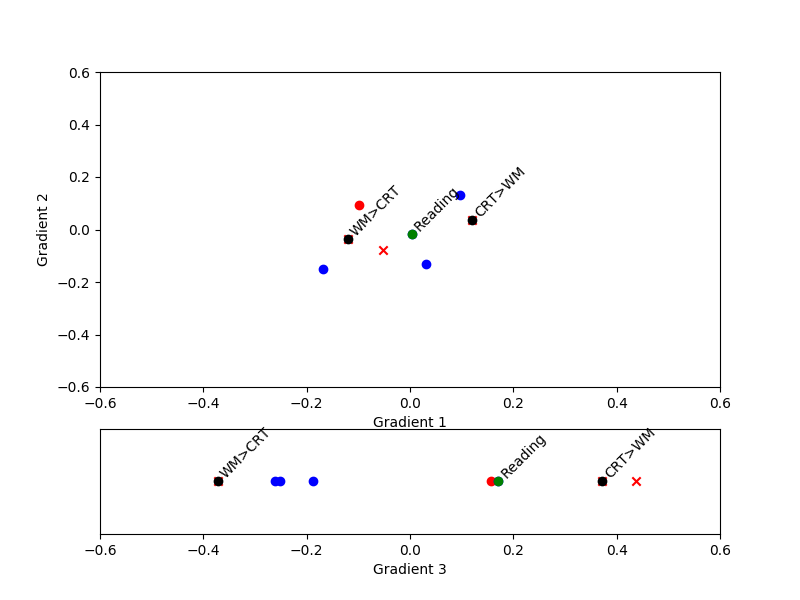 0.6
0.4
0.2
0.0
−0.2
−0.4
−0.6
Gradient 2
WM>CRT
Reading
CRT>WM
−0.6 −0.4 −0.2 0.0 0.2 0.4 0.6
Gradient 1
WM>CRT
Reading
CRT>WM
−0.6 −0.4 −0.2 0.0 0.2 0.4 0.6
Gradient 3